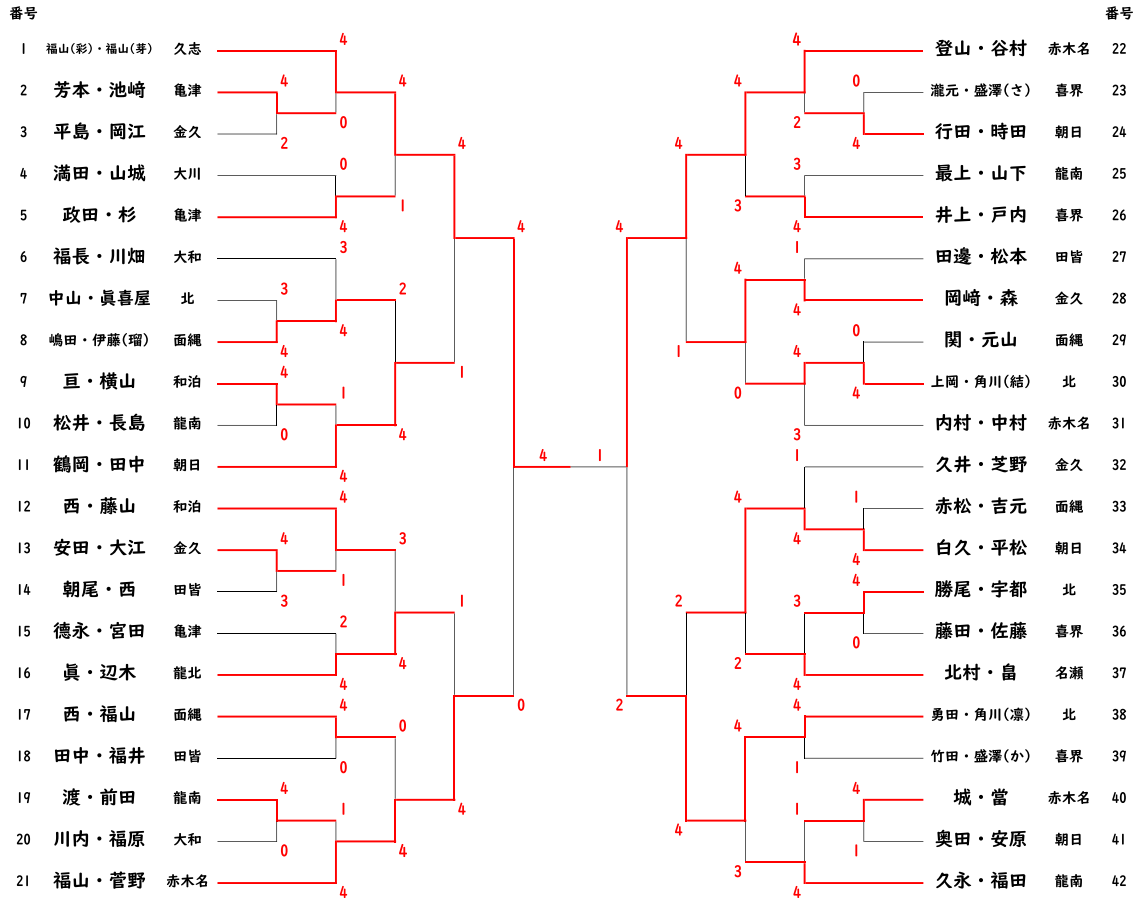 番号 番号
1 福山(彩)・福山(芽) 久志
2 芳本・池﨑 亀津
3 平島・岡江 金久
4 満田・山城 大川
5 政田・杉 亀津
6 福長・川畑 大和
7 中山・眞喜屋 北
8 嶋田・伊藤(瑠) 面縄
9 亘・横山 和泊
10 松井・長島 龍南
11 鶴岡・田中 朝日
12 西・藤山 和泊
13 安田・大江 金久
14 朝尾・西 田皆
15 德永・宮田 亀津
16 眞・辺木 龍北
17 西・福山 面縄
18 田中・福井 田皆
19 渡・前田 龍南
20 川内・福原 大和
21 福山・菅野 赤木名
4
4 4
0
2
0
4 1
4
3
3 2
4
4
4 1
1
0 4
4
4
4 3
1
3
2
4 4
1
4 0
0
4 1
4
0 4
4
4
0
4 1
4
2
登山・谷村 赤木名 22
瀧元・盛澤(さ) 喜界 23
行田・時田 朝日 24
最上・山下 龍南 25
井上・戸内 喜界 26
田邊・松本 田皆 27
岡﨑・森 金久 28
関・元山 面縄 29
上岡・角川(結) 北 30
内村・中村 赤木名 31
久井・芝野 金久 32
赤松・吉元 面縄 33
白久・平松 朝日 34
勝尾・宇都 北 35
藤田・佐藤 喜界 36
北村・畠 名瀬 37
勇田・角川(凛) 北 38
竹田・盛澤(か) 喜界 39
城・當 赤木名 40
奥田・安原 朝日 41
久永・福田 龍南 42
4
4 0
2
4
4 3
3
4
1
4
4
1 0
4
0 4
3
1
4 1
4
4
4
2 3
0
2
4
4
4
1
4 1
4
1
3
4